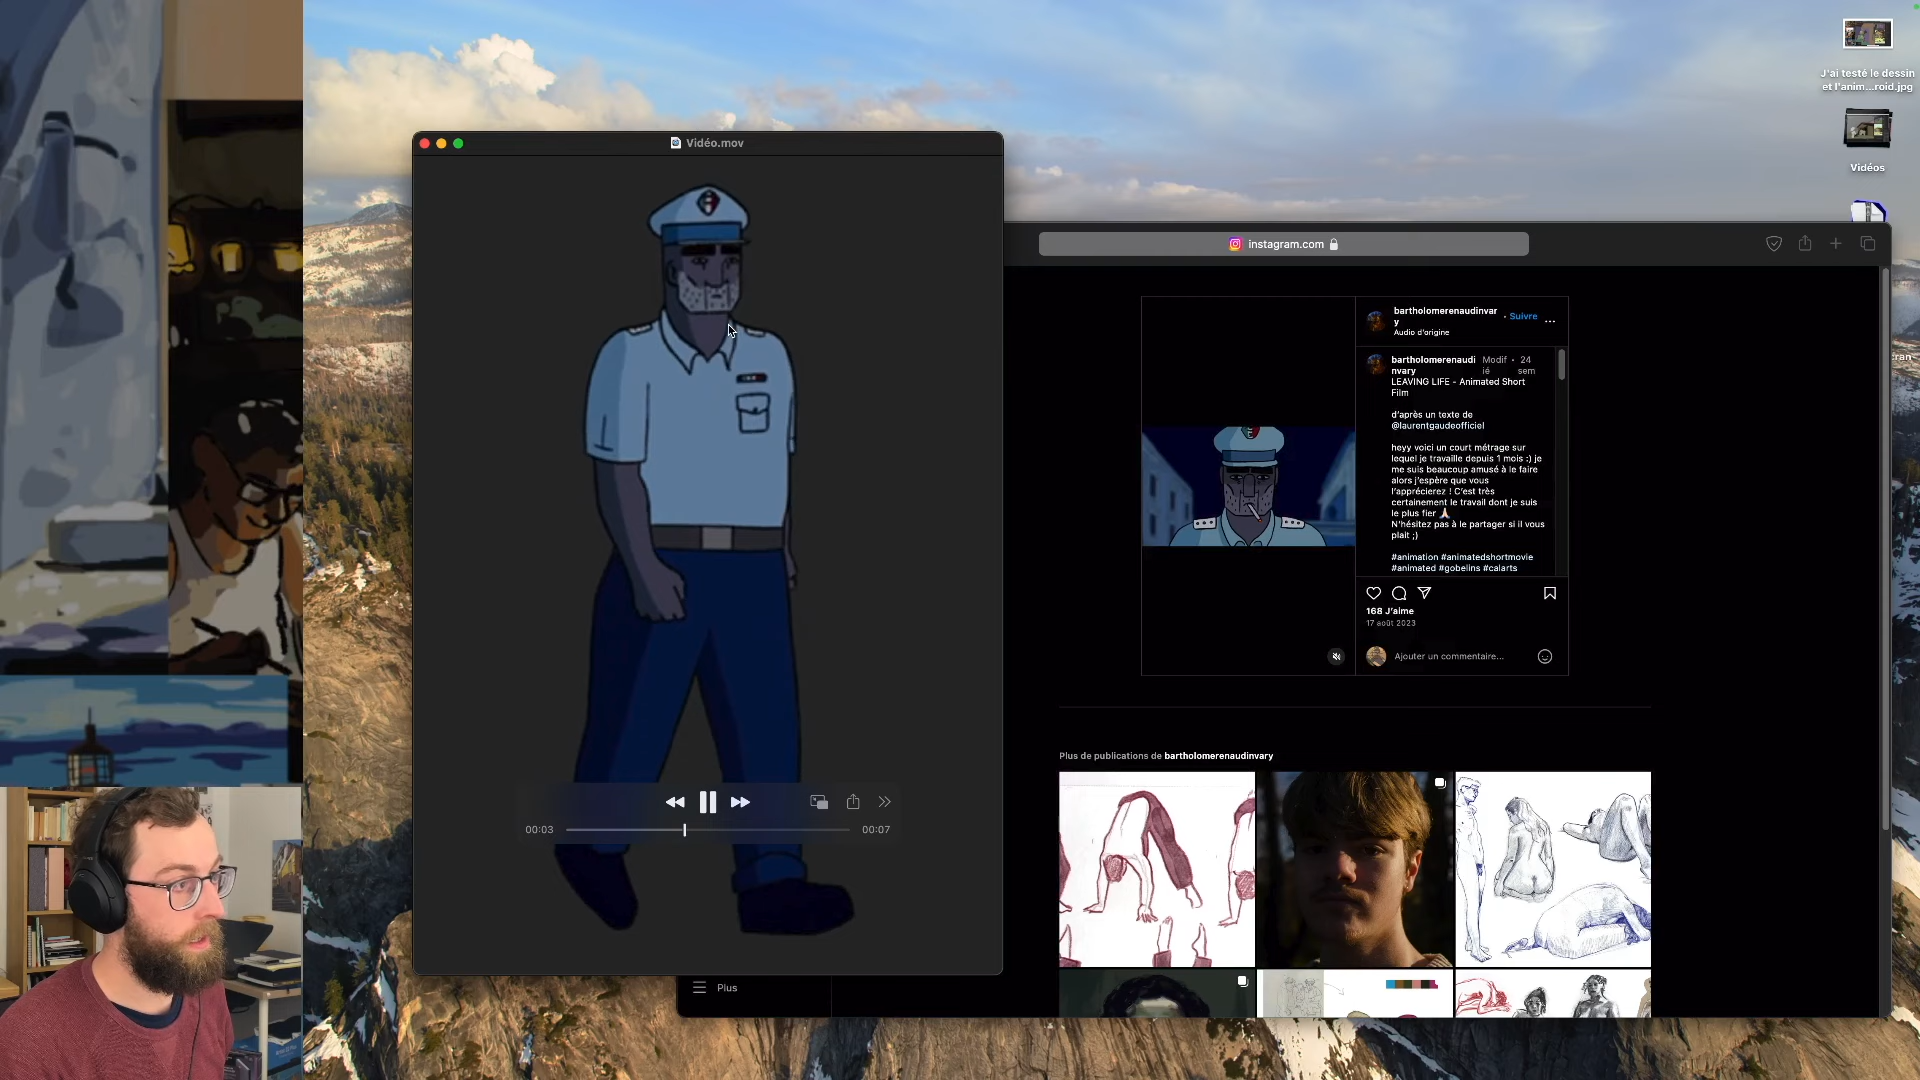 J'ai testé le dessin
et l'anim...roid.jpg
Vidéos
Vidéo.mov
instagram.com
bartholomerenaudinvar
y
• Suivre
Audio d'origine
bartholomerenaudi
nvary
Modif
ié
• 24
sem
LEAVING LIFE - Animated Short
Film
d'après un texte de
@laurentgaudeofficiel
heyy voici un court métrage sur
lequel je travaille depuis 1 mois :) je
me suis beaucoup amusé à le faire
alors j'espère que vous
l'apprécierez ! C'est très
certainement le travail dont je suis
le plus fier 🙏
N'hésitez pas à le partager si il vous
plait ;)
#animation #animatedshortmovie
#animated #gobelins #calarts
168 J'aime
17 août 2023
Ajouter un commentaire...
Plus de publications de bartholomerenaudinvary
00:03
00:07
Plus